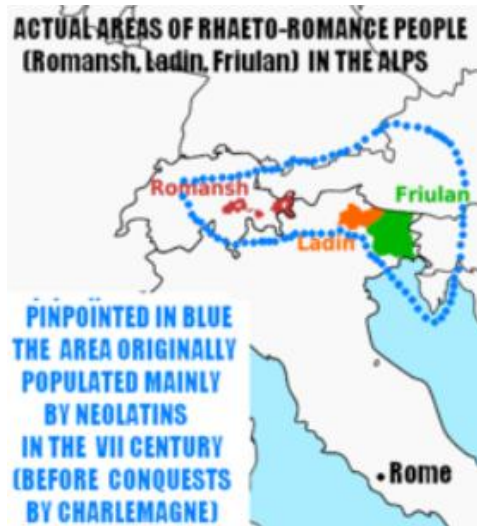 ACTUAL AREAS OF RHAETO-ROMANCE PEOPLE
(Romansh, Ladin, Friulan) IN THE ALPS
Romansh
Friulan
Ladin
PINPOINTED IN BLUE
THE AREA ORIGINALLY
POPULATED MAINLY
BY NEOLATINS
IN THE VII CENTURY
(BEFORE CONQUESTS
BY CHARLEMAGNE)
Rome